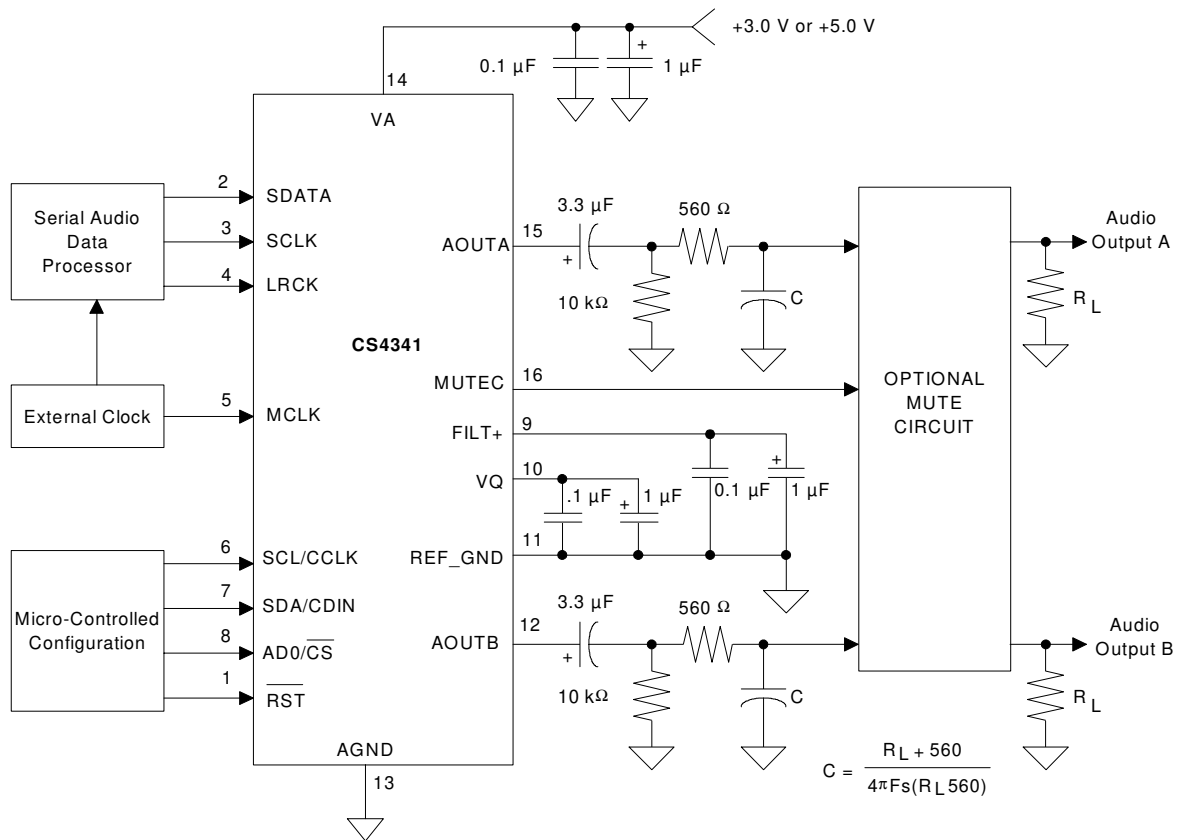 +3.0 V or +5.0 V
0.1 µF
+
1 µF
14
VA
Serial Audio
Data
Processor
2
SDATA
3
SCLK
4
LRCK
External Clock
5
MCLK
Micro-Controlled
Configuration
6
SCL/CCLK
7
SDA/CDIN
8
AD0/C̅S̅
1
R̅S̅T̅
CS4341
AGND
13
AOUTA
15
3.3 µF
+
560 Ω
10 kΩ
C
MUTEC
16
FILT+
9
VQ
10
.1 µF
+
1 µF
0.1 µF
+
1 µF
REF_GND
11
AOUTB
12
3.3 µF
+
560 Ω
10 kΩ
C
OPTIONAL
MUTE
CIRCUIT
Audio
Output A
R L
Audio
Output B
R L
C = R L + 560
4πFs(R L 560)